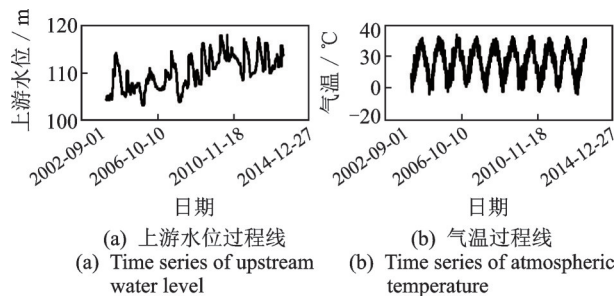 上游水位 / m
120
110
100
2002-09-01
2006-10-10
2010-11-18
2014-12-27
日期
(a) 上游水位过程线
(a) Time series of upstream
water level
气温 / ℃
40
30
0
−20
2002-09-01
2006-10-10
2010-11-18
2014-12-27
日期
(b) 气温过程线
(b) Time series of atmospheric
temperature